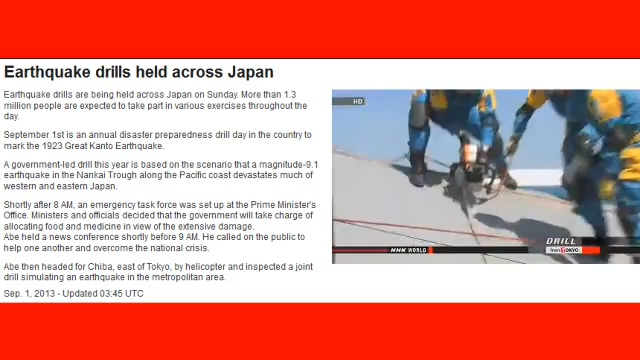 Earthquake drills held across Japan
Earthquake drills are being held across Japan on Sunday. More than 1.3
million people are expected to take part in various exercises throughout the
day.
September 1st is an annual disaster preparedness drill day in the country to
mark the 1923 Great Kanto Earthquake.
A government-led drill this year is based on the scenario that a magnitude-9.1
earthquake in the Nankai Trough along the Pacific coast devastates much of
western and eastern Japan.
Shortly after 8 AM, an emergency task force was set up at the Prime Minister's
Office. Ministers and officials decided that the government will take charge of
allocating food and medicine in view of the extensive damage.
Abe held a news conference shortly before 9 AM. He called on the public to
help one another and overcome the national crisis.
Abe then headed for Chiba, east of Tokyo, by helicopter and inspected a joint
drill simulating an earthquake in the metropolitan area.
Sep. 1, 2013 - Updated 03:45 UTC
HD
DRILL
NHK WORLD
from TOKYO